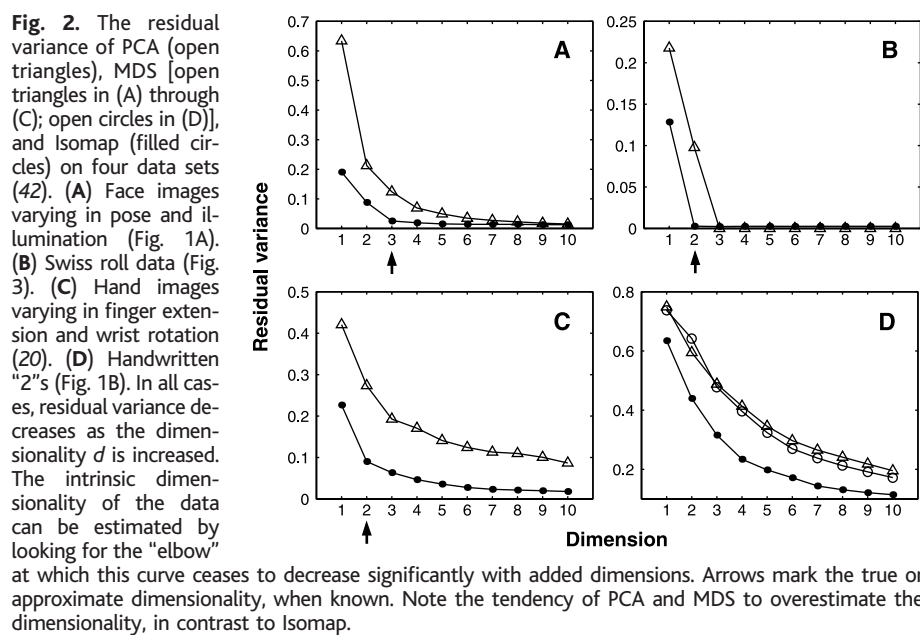 Fig. 2. The residual
variance of PCA (open
triangles), MDS [open
triangles in (A) through
(C); open circles in (D)],
and Isomap (filled cir-
cles) on four data sets
(42). (A) Face images
varying in pose and il-
lumination (Fig. 1A).
(B) Swiss roll data (Fig.
3). (C) Hand images
varying in finger exten-
sion and wrist rotation
(20). (D) Handwritten
"2"s (Fig. 1B). In all cas-
es, residual variance de-
creases as the dimen-
sionality d is increased.
The intrinsic dimen-
sionality of the data
can be estimated by
looking for the "elbow"
at which this curve ceases to decrease significantly with added dimensions. Arrows mark the true or
approximate dimensionality, when known. Note the tendency of PCA and MDS to overestimate the
dimensionality, in contrast to Isomap.
Residual variance
A
0.7
0.6
0.5
0.4
0.3
0.2
0.1
0
1 2 3 4 5 6 7 8 9 10
B
0.25
0.2
0.15
0.1
0.05
0
1 2 3 4 5 6 7 8 9 10
C
0.5
0.4
0.3
0.2
0.1
0
1 2 3 4 5 6 7 8 9 10
D
0.8
0.6
0.4
0.2
1 2 3 4 5 6 7 8 9 10
Dimension